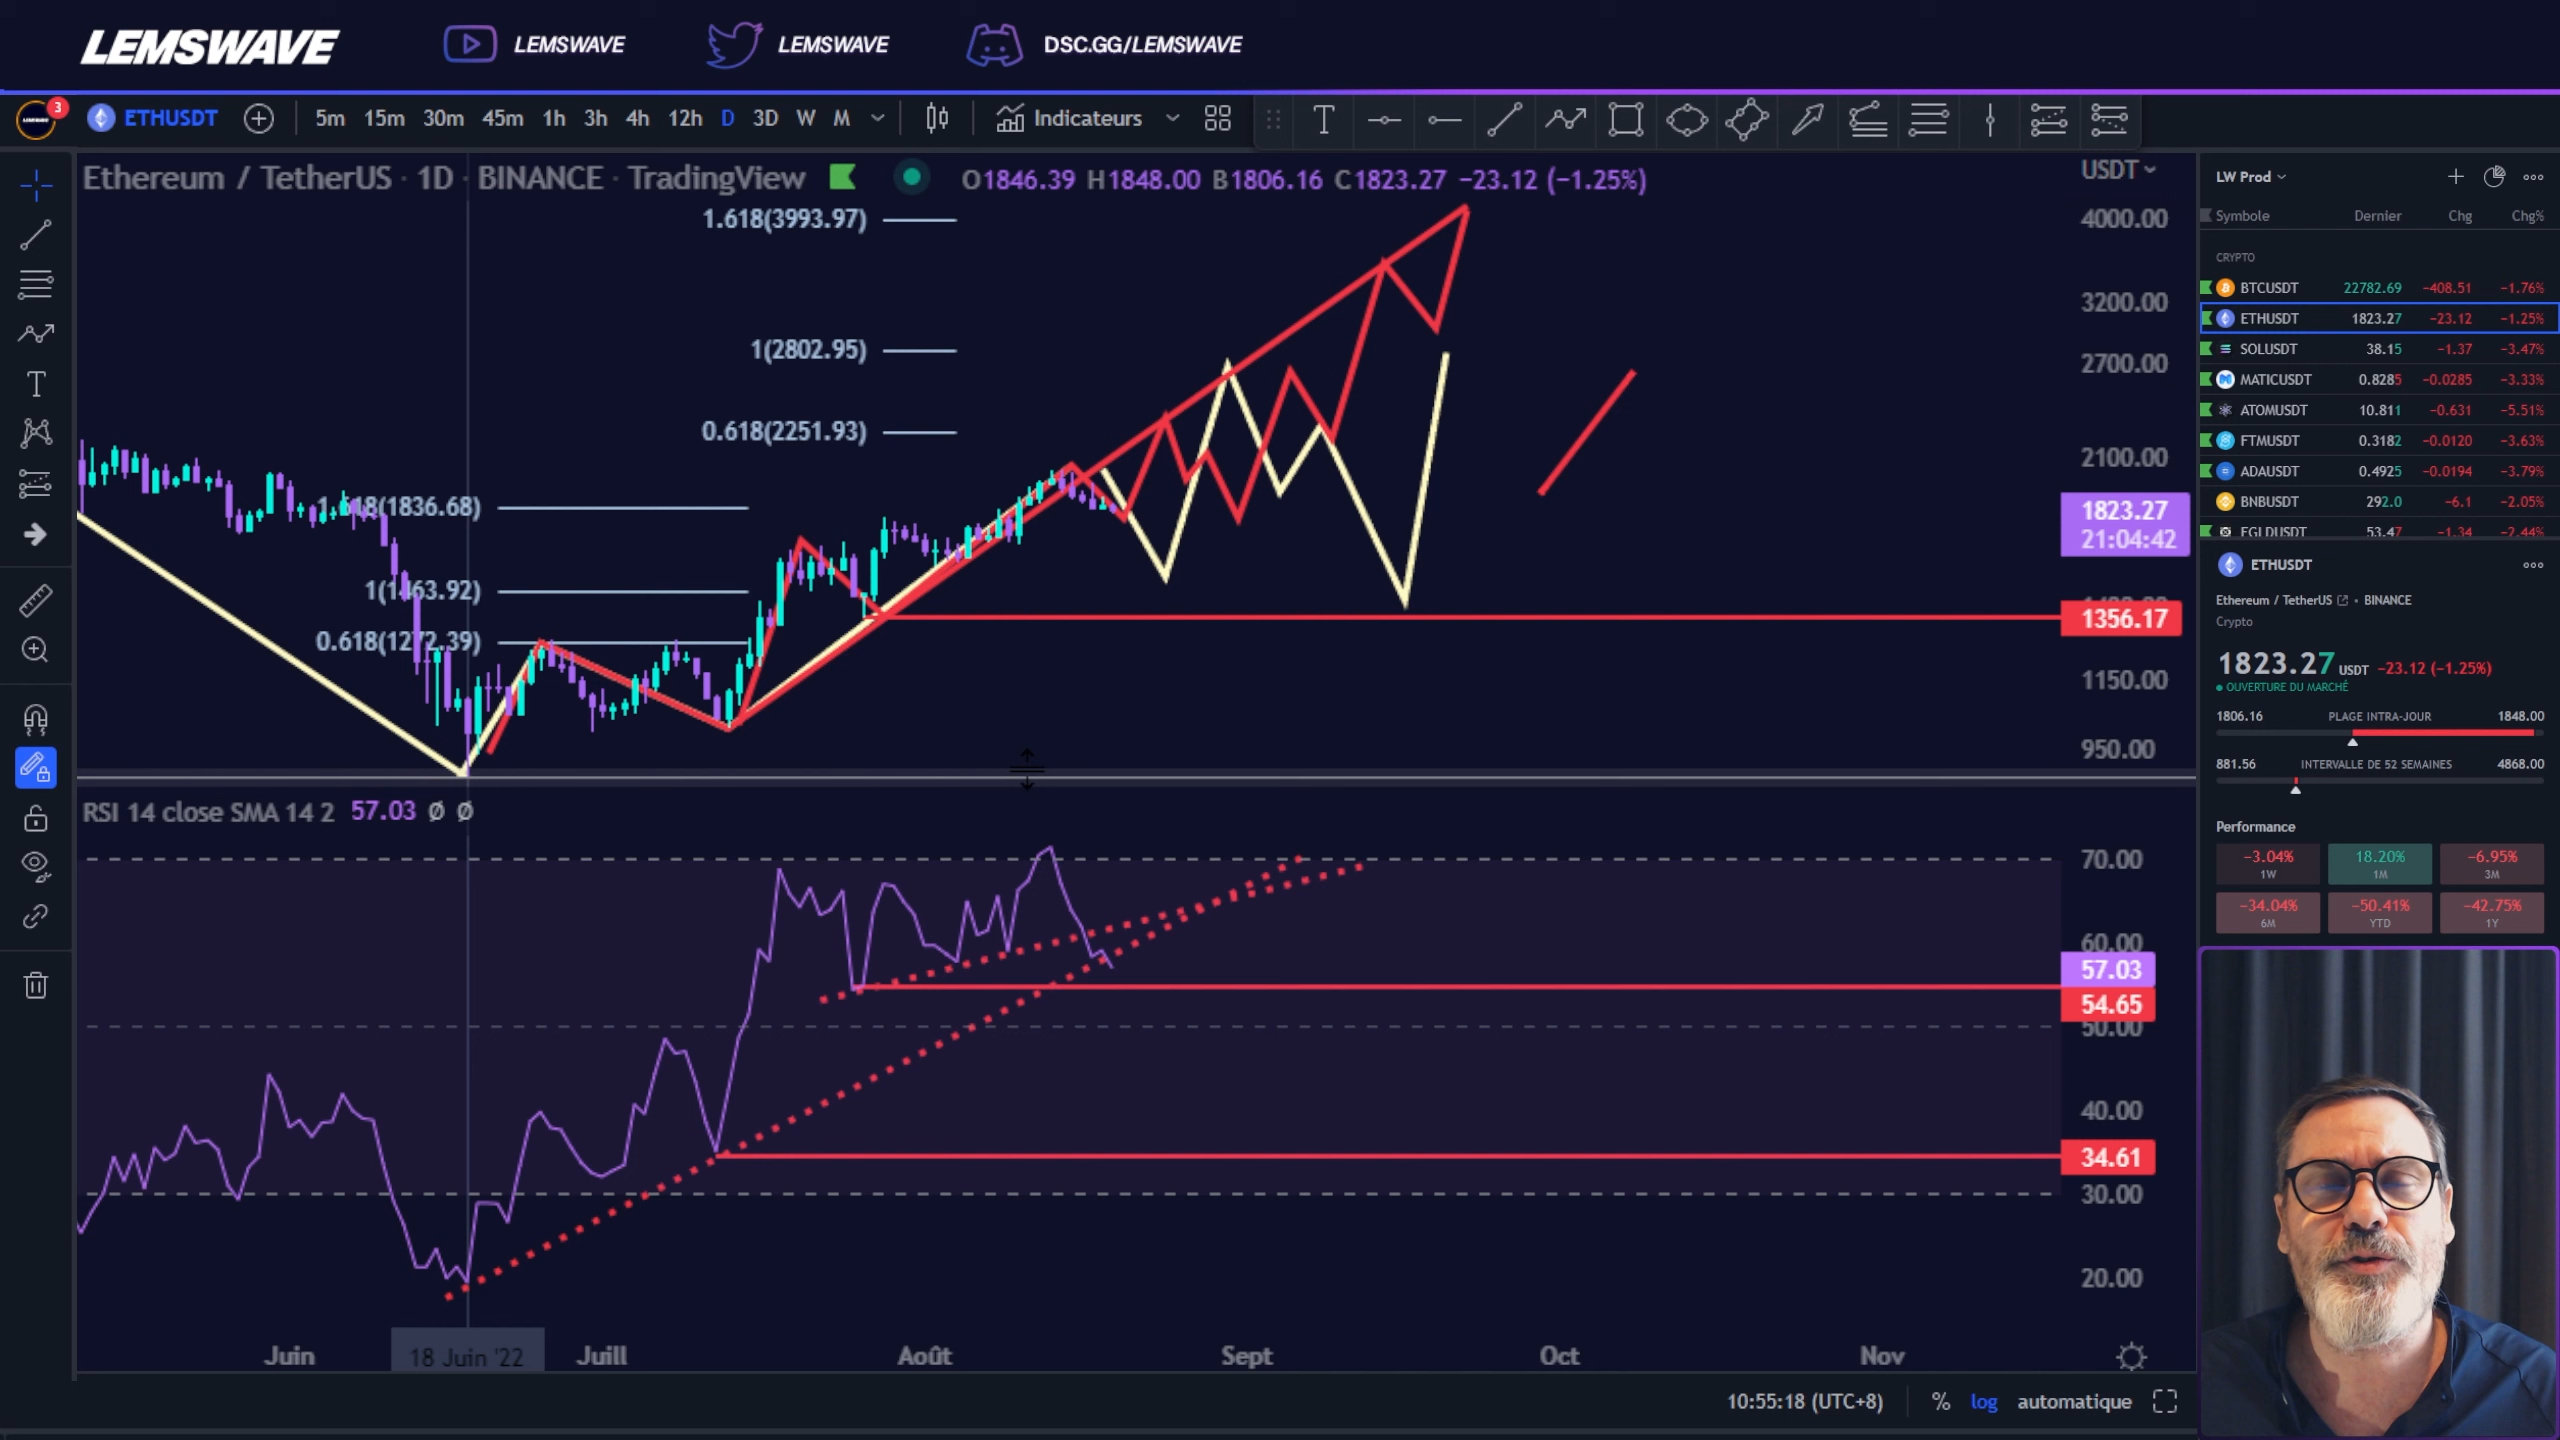 LEMSWAVE LEMSWAVE LEMSWAVE DSC.GG/LEMSWAVE
3 ETHUSDT 5m 15m 30m 45m 1h 3h 4h 12h D 3D W M Indicateurs
Ethereum / TetherUS · 1D · BINANCE · TradingView O1846.39 H1848.00 B1806.16 C1823.27 −23.12 (−1.25%)
USDT
4000.00
3200.00
2700.00
2100.00
1823.27
21:04:42
1356.17
1150.00
950.00
1.618(3993.97)
1(2802.95)
0.618(2251.93)
1.618(1836.68)
1(1463.92)
0.618(1272.39)
RSI 14 close SMA 14 2 57.03 Ø Ø
70.00
60.00
57.03
54.65
50.00
40.00
34.61
30.00
20.00
Juin 18 Juin '22 Juill Août Sept Oct Nov
10:55:18 (UTC+8) % log automatique
LW Prod
Symbole Dernier Chg Chg%
CRYPTO
BTCUSDT 22782.69 −408.51 −1.76%
ETHUSDT 1823.27 −23.12 −1.25%
SOLUSDT 38.15 −1.37 −3.47%
MATICUSDT 0.8285 −0.0285 −3.33%
ATOMUSDT 10.811 −0.631 −5.51%
FTMUSDT 0.3182 −0.0120 −3.63%
ADAUSDT 0.4925 −0.0194 −3.79%
BNBUSDT 292.0 −6.1 −2.05%
EGLDUSDT 53.47 −1.34 −2.44%
ETHUSDT
Ethereum / TetherUS • BINANCE
Crypto
1823.27 USDT −23.12 (−1.25%)
OUVERTURE DU MARCHÉ
1806.16 PLAGE INTRA-JOUR 1848.00
881.56 INTERVALLE DE 52 SEMAINES 4868.00
Performance
−3.04% 18.20% −6.95%
1W 1M 3M
−34.04% −50.41% −42.75%
6M YTD 1Y